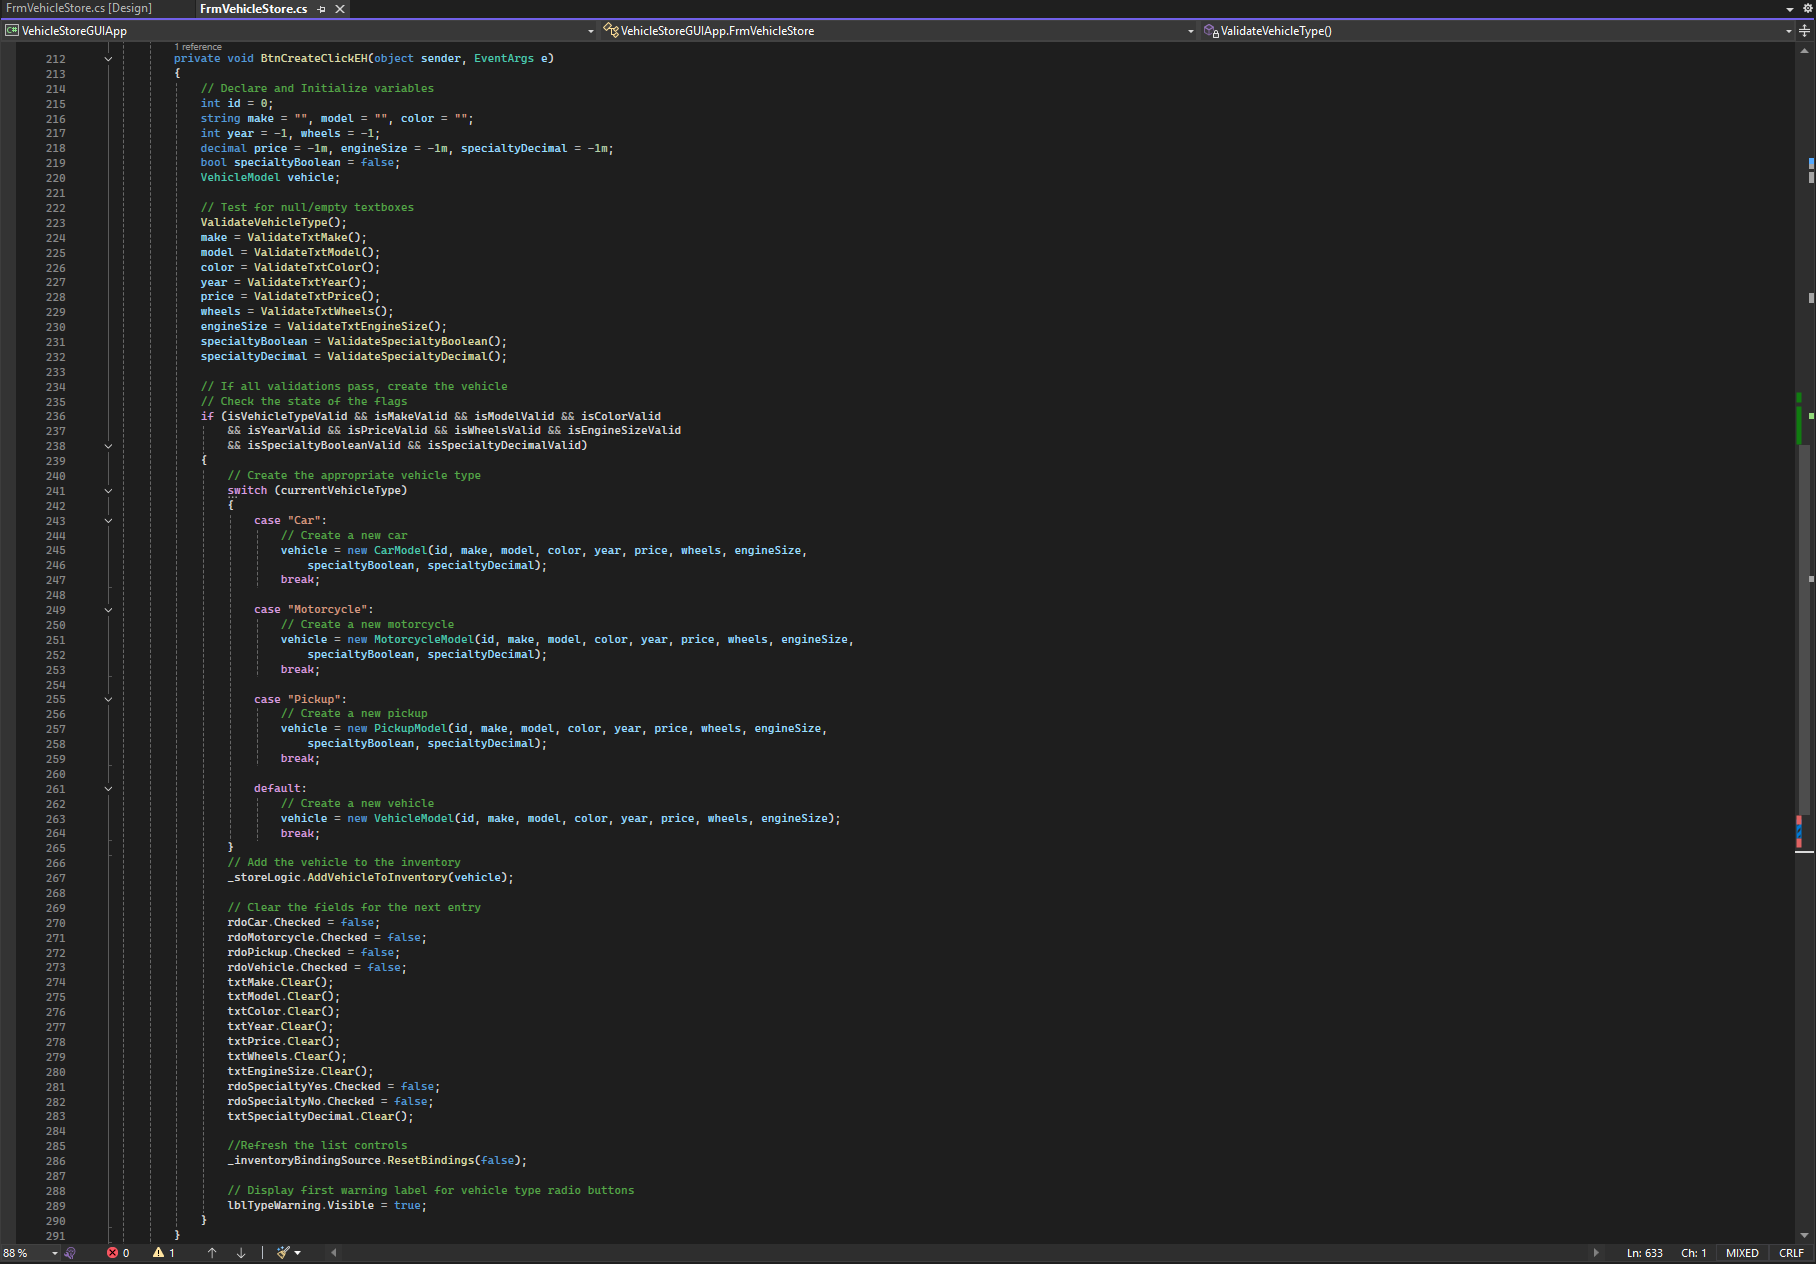 FrmVehicleStore.cs [Design]
FrmVehicleStore.cs
VehicleStoreGUIApp
VehicleStoreGUIApp.FrmVehicleStore
ValidateVehicleType()
1 reference
212 private void BtnCreateClickEH(object sender, EventArgs e)
213 {
214 // Declare and Initialize variables
215 int id = 0;
216 string make = "", model = "", color = "";
217 int year = -1, wheels = -1;
218 decimal price = -1m, engineSize = -1m, specialtyDecimal = -1m;
219 bool specialtyBoolean = false;
220 VehicleModel vehicle;
221
222 // Test for null/empty textboxes
223 ValidateVehicleType();
224 make = ValidateTxtMake();
225 model = ValidateTxtModel();
226 color = ValidateTxtColor();
227 year = ValidateTxtYear();
228 price = ValidateTxtPrice();
229 wheels = ValidateTxtWheels();
230 engineSize = ValidateTxtEngineSize();
231 specialtyBoolean = ValidateSpecialtyBoolean();
232 specialtyDecimal = ValidateSpecialtyDecimal();
233
234 // If all validations pass, create the vehicle
235 // Check the state of the flags
236 if (isVehicleTypeValid && isMakeValid && isModelValid && isColorValid
237 && isYearValid && isPriceValid && isWheelsValid && isEngineSizeValid
238 && isSpecialtyBooleanValid && isSpecialtyDecimalValid)
239 {
240 // Create the appropriate vehicle type
241 switch (currentVehicleType)
242 {
243 case "Car":
244 // Create a new car
245 vehicle = new CarModel(id, make, model, color, year, price, wheels, engineSize,
246 specialtyBoolean, specialtyDecimal);
247 break;
248
249 case "Motorcycle":
250 // Create a new motorcycle
251 vehicle = new MotorcycleModel(id, make, model, color, year, price, wheels, engineSize,
252 specialtyBoolean, specialtyDecimal);
253 break;
254
255 case "Pickup":
256 // Create a new pickup
257 vehicle = new PickupModel(id, make, model, color, year, price, wheels, engineSize,
258 specialtyBoolean, specialtyDecimal);
259 break;
260
261 default:
262 // Create a new vehicle
263 vehicle = new VehicleModel(id, make, model, color, year, price, wheels, engineSize);
264 break;
265 }
266 // Add the vehicle to the inventory
267 _storeLogic.AddVehicleToInventory(vehicle);
268
269 // Clear the fields for the next entry
270 rdoCar.Checked = false;
271 rdoMotorcycle.Checked = false;
272 rdoPickup.Checked = false;
273 rdoVehicle.Checked = false;
274 txtMake.Clear();
275 txtModel.Clear();
276 txtColor.Clear();
277 txtYear.Clear();
278 txtPrice.Clear();
279 txtWheels.Clear();
280 txtEngineSize.Clear();
281 rdoSpecialtyYes.Checked = false;
282 rdoSpecialtyNo.Checked = false;
283 txtSpecialtyDecimal.Clear();
284
285 //Refresh the list controls
286 _inventoryBindingSource.ResetBindings(false);
287
288 // Display first warning label for vehicle type radio buttons
289 lblTypeWarning.Visible = true;
290 }
291 }
88 % 0 1 Ln: 633 Ch: 1 MIXED CRLF